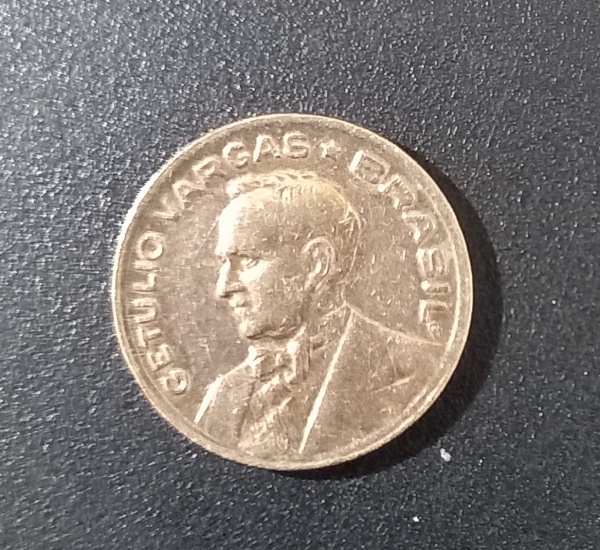 GETULIO VARGAS ★ BRASIL